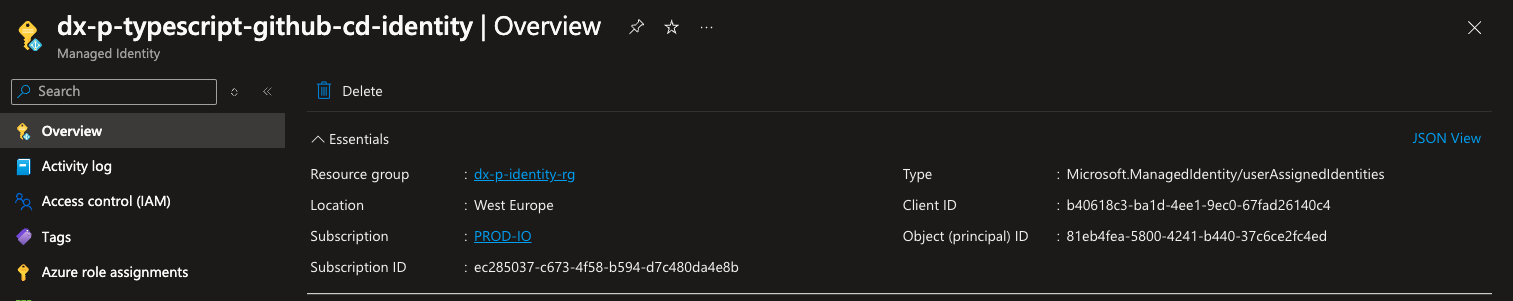 dx-p-typescript-github-cd-identity | Overview
Managed Identity
Search
Delete
Overview
Activity log
Access control (IAM)
Tags
Azure role assignments
Essentials
JSON View
Resource group : dx-p-identity-rg
Location : West Europe
Subscription : PROD-IO
Subscription ID : ec285037-c673-4f58-b594-d7c480da4e8b
Type : Microsoft.ManagedIdentity/userAssignedIdentities
Client ID : b40618c3-ba1d-4ee1-9ec0-67fad26140c4
Object (principal) ID : 81eb4fea-5800-4241-b440-37c6ce2fc4ed